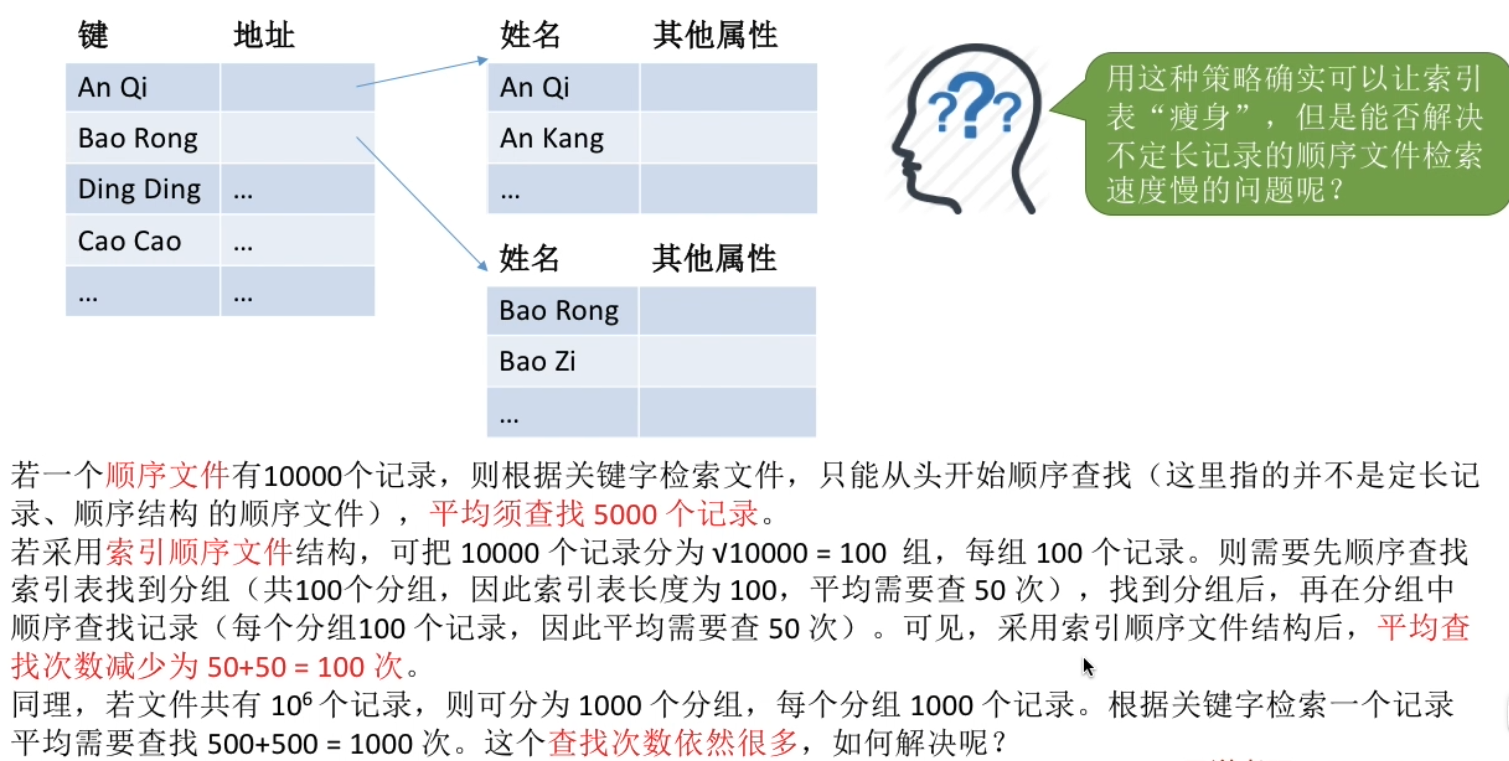 键 地址
An Qi
Bao Rong
Ding Ding ...
Cao Cao ...
... ...
姓名 其他属性
An Qi
An Kang
...
姓名 其他属性
Bao Rong
Bao Zi
...
???
用这种策略确实可以让索引
表“瘦身”，但是能否解决
不定长记录的顺序文件检索
速度慢的问题呢？
若一个顺序文件有10000个记录，则根据关键字检索文件，只能从头开始顺序查找（这里指的并不是定长记
录、顺序结构 的顺序文件），平均须查找 5000 个记录。
若采用索引顺序文件结构，可把 10000 个记录分为 √10000 = 100 组，每组 100 个记录。则需要先顺序查找
索引表找到分组（共100个分组，因此索引表长度为 100，平均需要查 50 次），找到分组后，再在分组中
顺序查找记录（每个分组100 个记录，因此平均需要查 50 次）。可见，采用索引顺序文件结构后，平均查
找次数减少为 50+50 = 100 次。
同理，若文件共有 10⁶ 个记录，则可分为 1000 个分组，每个分组 1000 个记录。根据关键字检索一个记录
平均需要查找 500+500 = 1000 次。这个查找次数依然很多，如何解决呢？